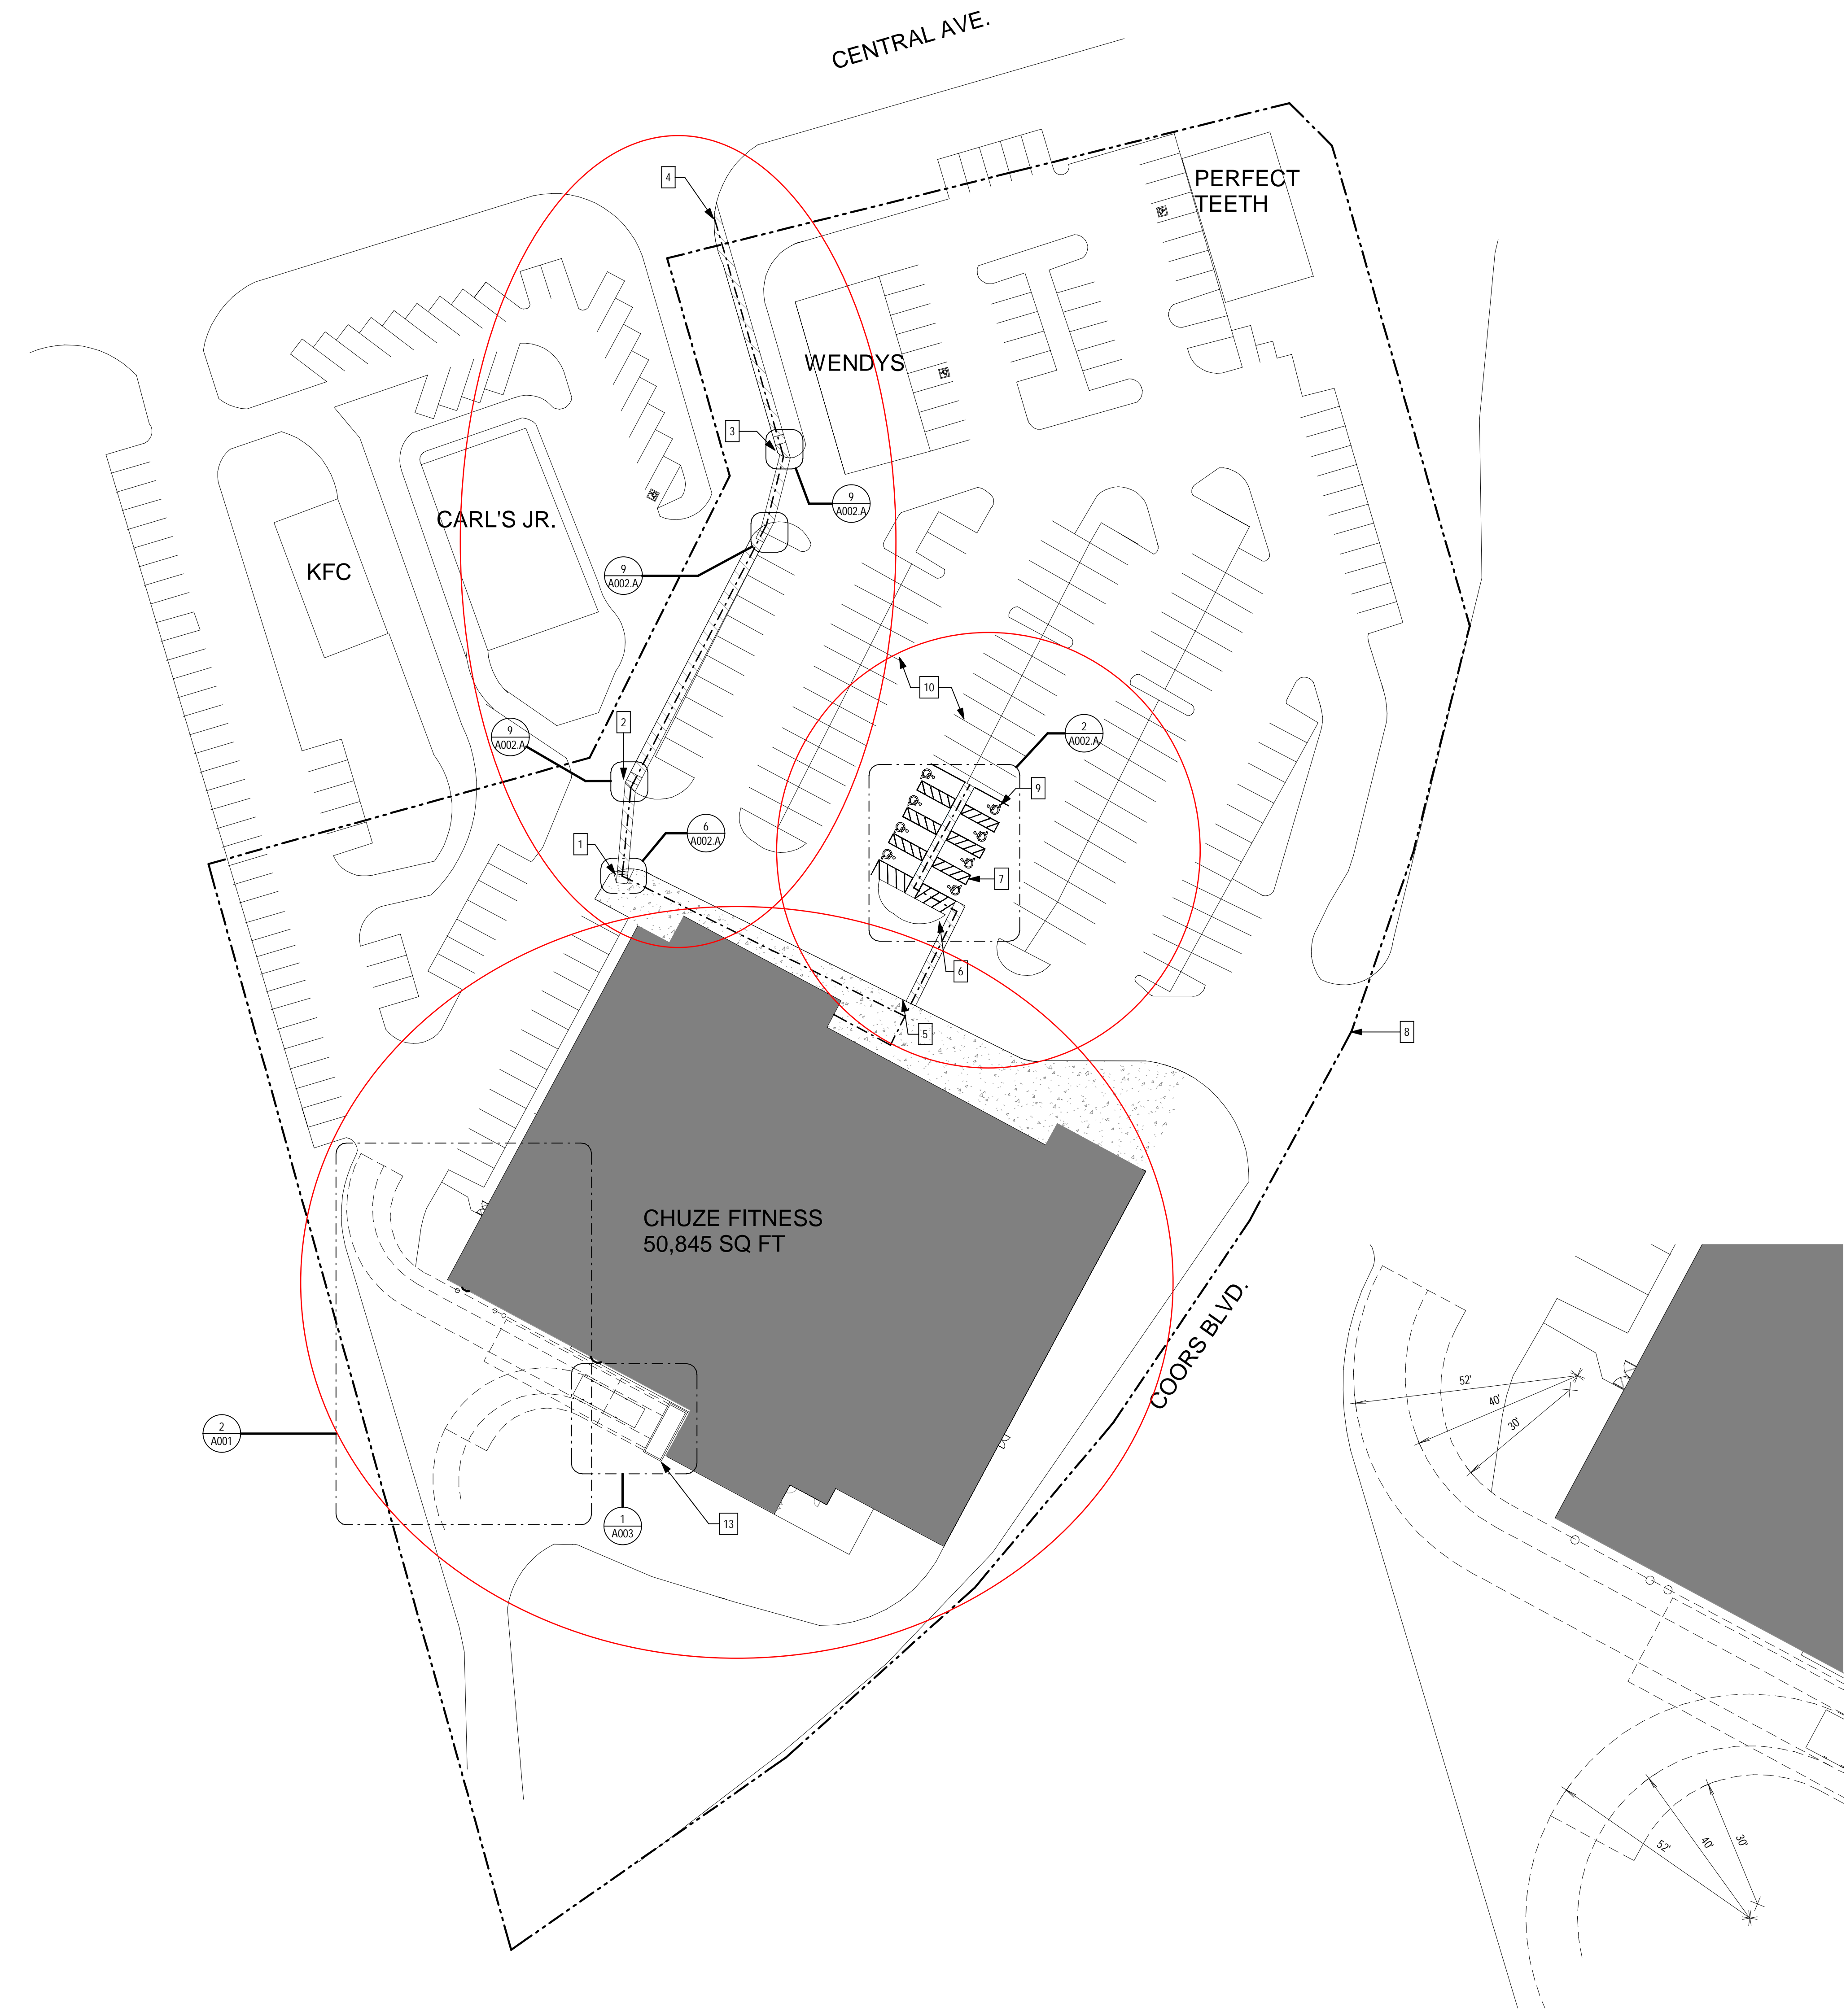 CENTRAL AVE.
4
PERFECT
TEETH
WENDYS
3
9
A002.A
CARL'S JR.
KFC
9
A002.A
10
2
9
A002.A
2
A002.A
9
6
A002.A
1
7
6
5
8
CHUZE FITNESS
50,845 SQ FT
COORS BLVD.
52'
40'
30'
2
A001
1
A003
13
52'
40'
30'